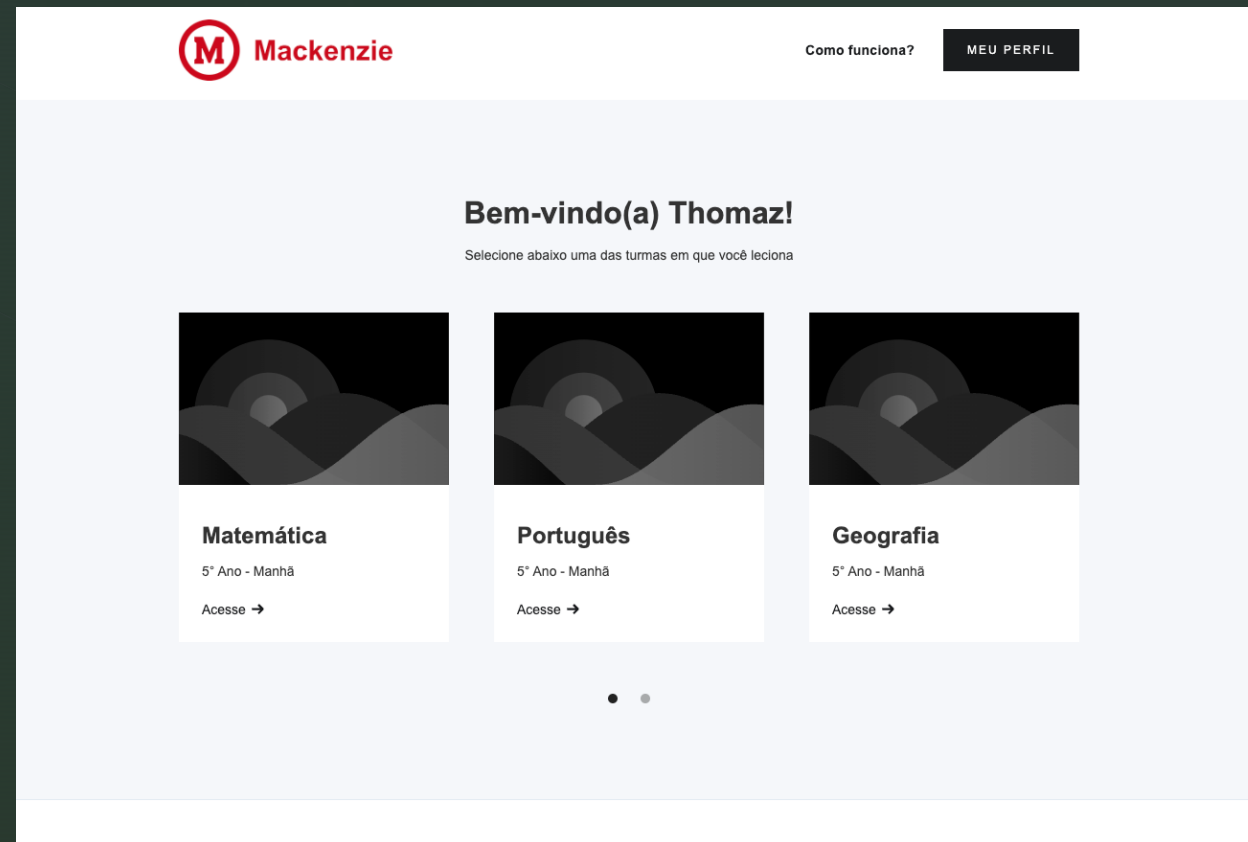 M Mackenzie
Como funciona?
MEU PERFIL
Bem-vindo(a) Thomaz!
Selecione abaixo uma das turmas em que você leciona
Matemática
5° Ano - Manhã
Acesse →
Português
5° Ano - Manhã
Acesse →
Geografia
5° Ano - Manhã
Acesse →